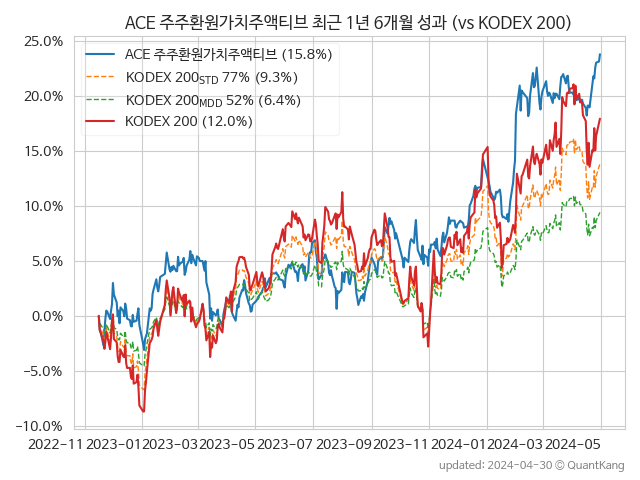 ACE 주주환원가치주액티브 최근 1년 6개월 성과 (vs KODEX 200)
25.0%
20.0%
15.0%
10.0%
5.0%
0.0%
−5.0%
−10.0%
ACE 주주환원가치주액티브 (15.8%)
KODEX 200STD 77% (9.3%)
KODEX 200MDD 52% (6.4%)
KODEX 200 (12.0%)
2022-11 2023-01 2023-03 2023-05 2023-07 2023-09 2023-11 2024-01 2024-03 2024-05
updated: 2024-04-30 © QuantKang